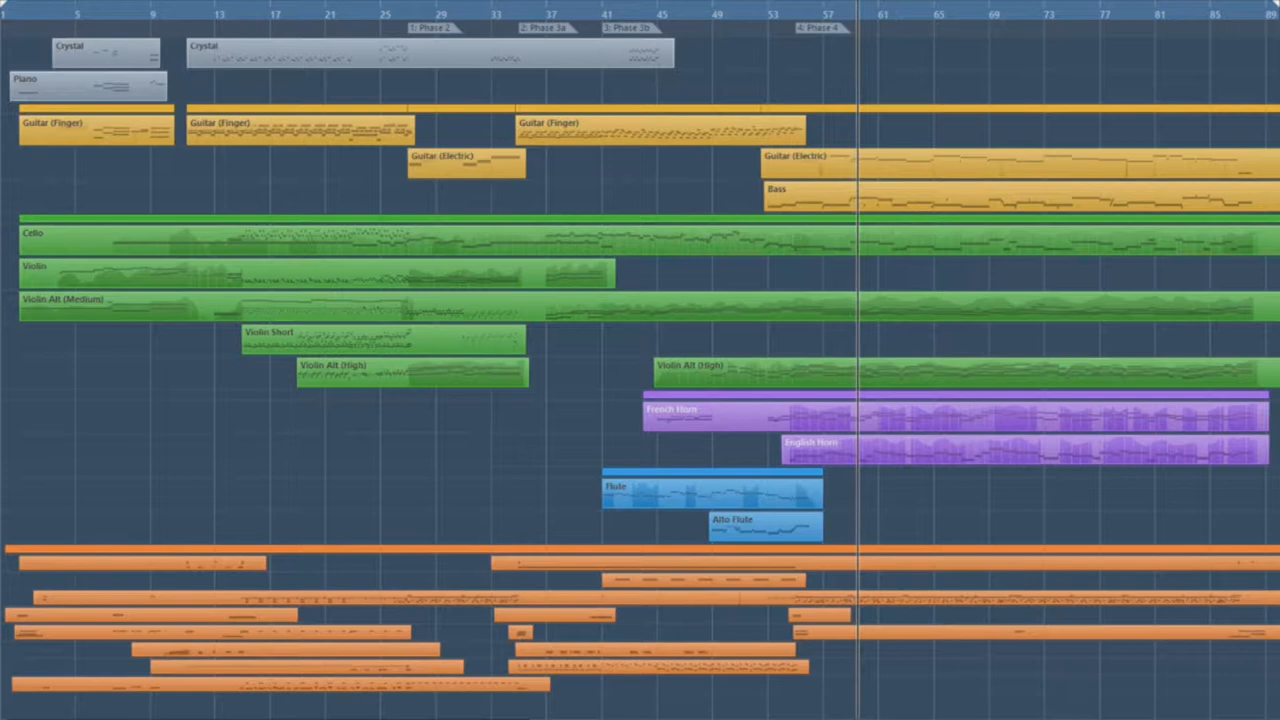 1 5 9 13 17 21 25 29 33 37 41 45 49 53 57 61 65 69 73 77 81 85 89
1: Phase 2 2: Phase 3a 3: Phase 3b 4: Phase 4
Crystal Crystal
Piano
Guitar (Finger) Guitar (Finger) Guitar (Finger)
Guitar (Electric) Guitar (Electric)
Bass
Cello
Violin
Violin Alt (Medium)
Violin Short
Violin Alt (High) Violin Alt (High)
French Horn
English Horn
Flute
Alto Flute